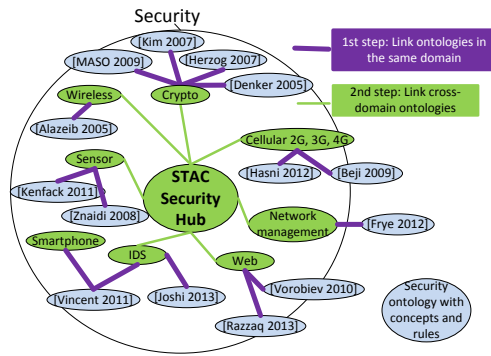 Security
[Kim 2007]
[MASO 2009]
[Herzog 2007]
[Denker 2005]
Wireless
Crypto
[Alazeib 2005]
1st step: Link ontologies in
the same domain
2nd step: Link cross-
domain ontologies
Cellular 2G, 3G, 4G
Sensor
[Hasni 2012]
[Beji 2009]
[Kenfack 2011]
[Znaidi 2008]
STAC
Security
Hub
Network
management
[Frye 2012]
Smartphone
IDS
Web
[Vincent 2011]
[Joshi 2013]
[Vorobiev 2010]
[Razzaq 2013]
Security
ontology with
concepts and
rules